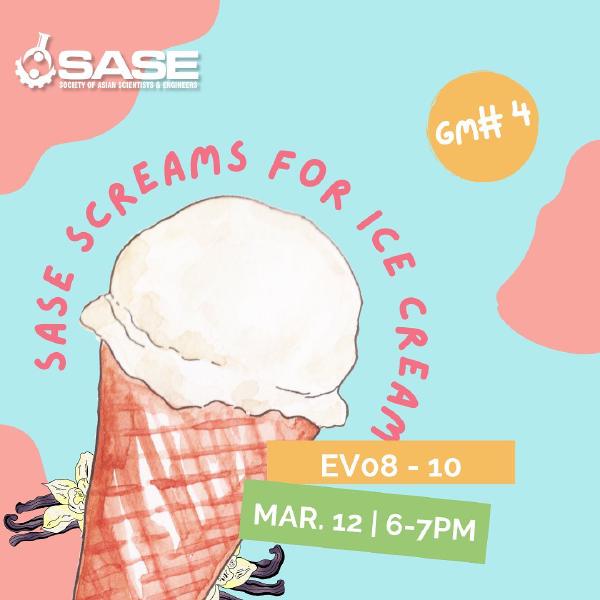 SASE
SOCIETY OF ASIAN SCIENTISTS & ENGINEERS
GM# 4
SASE SCREAMS FOR ICE CREAM
EV08 - 10
MAR. 12 | 6-7PM